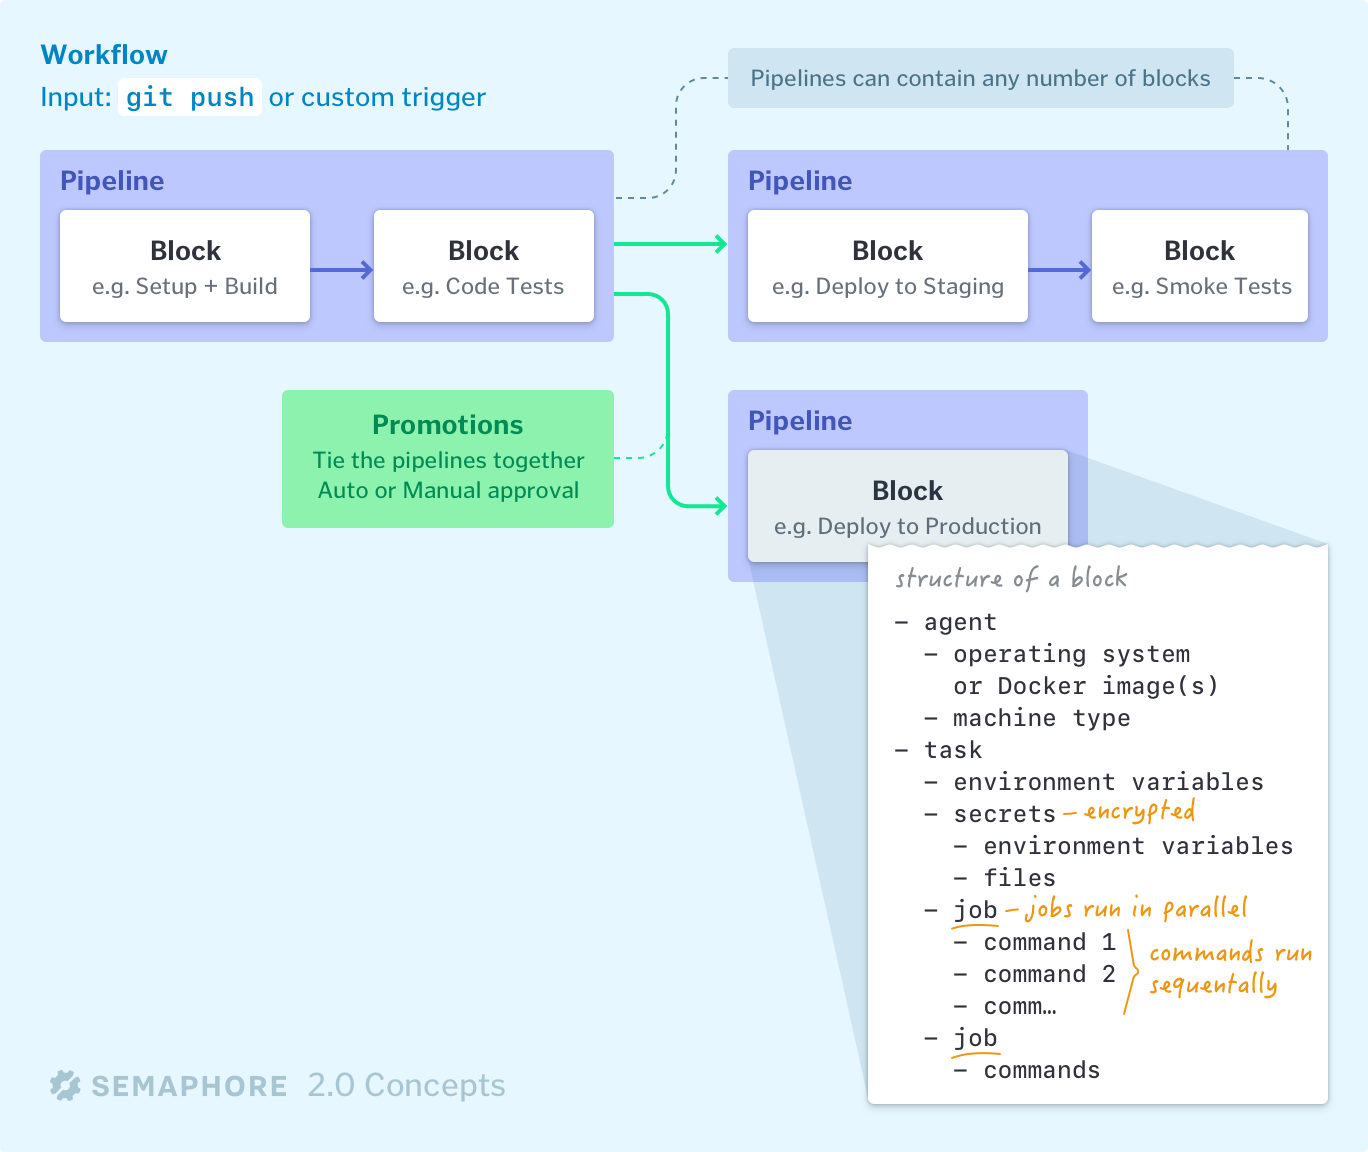 Workflow
Input: git push or custom trigger
Pipelines can contain any number of blocks
Pipeline
Block
e.g. Setup + Build
Block
e.g. Code Tests
Pipeline
Block
e.g. Deploy to Staging
Block
e.g. Smoke Tests
Promotions
Tie the pipelines together
Auto or Manual approval
Pipeline
Block
e.g. Deploy to Production
structure of a block
– agent
– operating system
or Docker image(s)
– machine type
– task
– environment variables
– secrets – encrypted
– environment variables
– files
– job – jobs run in parallel
– command 1
– command 2
– comm…
commands run
sequentally
– job
– commands
SEMAPHORE 2.0 Concepts